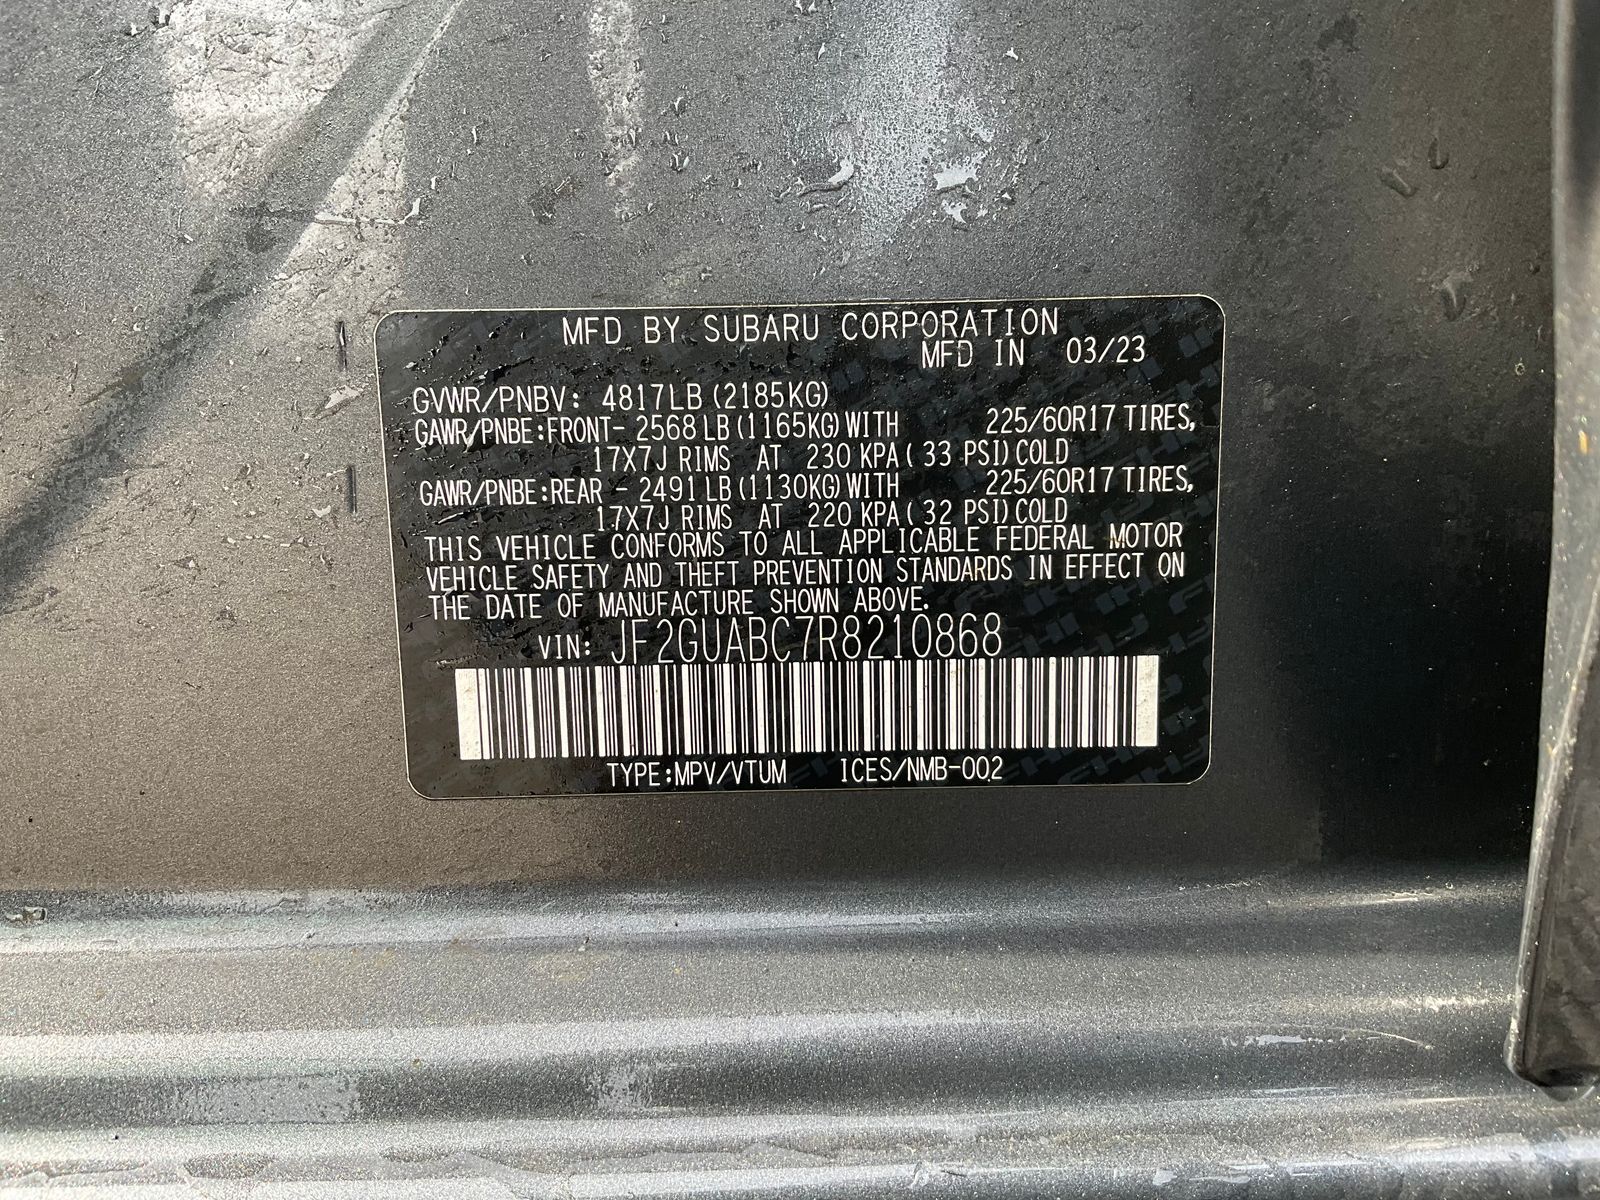 MFD BY SUBARU CORPORATION
MFD IN 03/23
GVWR/PNBV: 4817LB (2185KG)
GAWR/PNBE:FRONT- 2568 LB (1165KG) WITH 225/60R17 TIRES,
17X7J RIMS AT 230 KPA ( 33 PSI) COLD
GAWR/PNBE:REAR - 2491 LB (1130KG) WITH 225/60R17 TIRES,
17X7J RIMS AT 220 KPA ( 32 PSI) COLD
THIS VEHICLE CONFORMS TO ALL APPLICABLE FEDERAL MOTOR
VEHICLE SAFETY AND THEFT PREVENTION STANDARDS IN EFFECT ON
THE DATE OF MANUFACTURE SHOWN ABOVE.
VIN: JF2GUABC7R8210868
TYPE:MPV/VTUM ICES/NMB-002